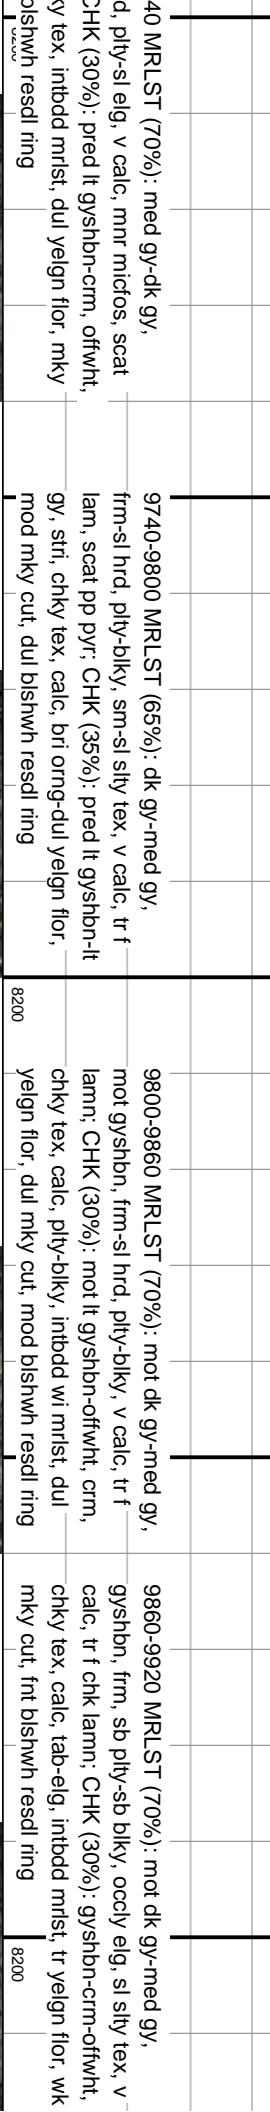 40 MRLST (70%): med gy-dk gy,
d, plty-sl elg, v calc, mnr micfos, scat
CHK (30%): pred lt gyshbn-crm, offwht,
ky tex, intbdd mrlst, dul yelgn flor, mky
blshwh resdl ring
9740-9800 MRLST (65%): dk gy-med gy,
frm-sl hrd, plty-blky, sm-sl slty tex, v calc, tr f
lam, scat pp pyr; CHK (35%): pred lt gyshbn-lt
gy, stri, chky tex, calc, bri orng-dul yelgn flor,
mod mky cut, dul blshwh resdl ring
8200
9800-9860 MRLST (70%): mot dk gy-med gy,
mot gyshbn, frm-sl hrd, plty-blky, v calc, tr f
lamn; CHK (30%): mot lt gyshbn-offwht, crm,
chky tex, calc, plty-blky, intbdd wi mrlst, dul
yelgn flor, dul mky cut, mod blshwh resdl ring
9860-9920 MRLST (70%): mot dk gy-med gy,
gyshbn, frm, sb plty-sb blky, occly elg, sl slty tex, v
calc, tr f chk lamn; CHK (30%): gyshbn-crm-offwht,
chky tex, calc, tab-elg, intbdd mrlst, tr yelgn flor, wk
mky cut, fnt blshwh resdl ring
8200